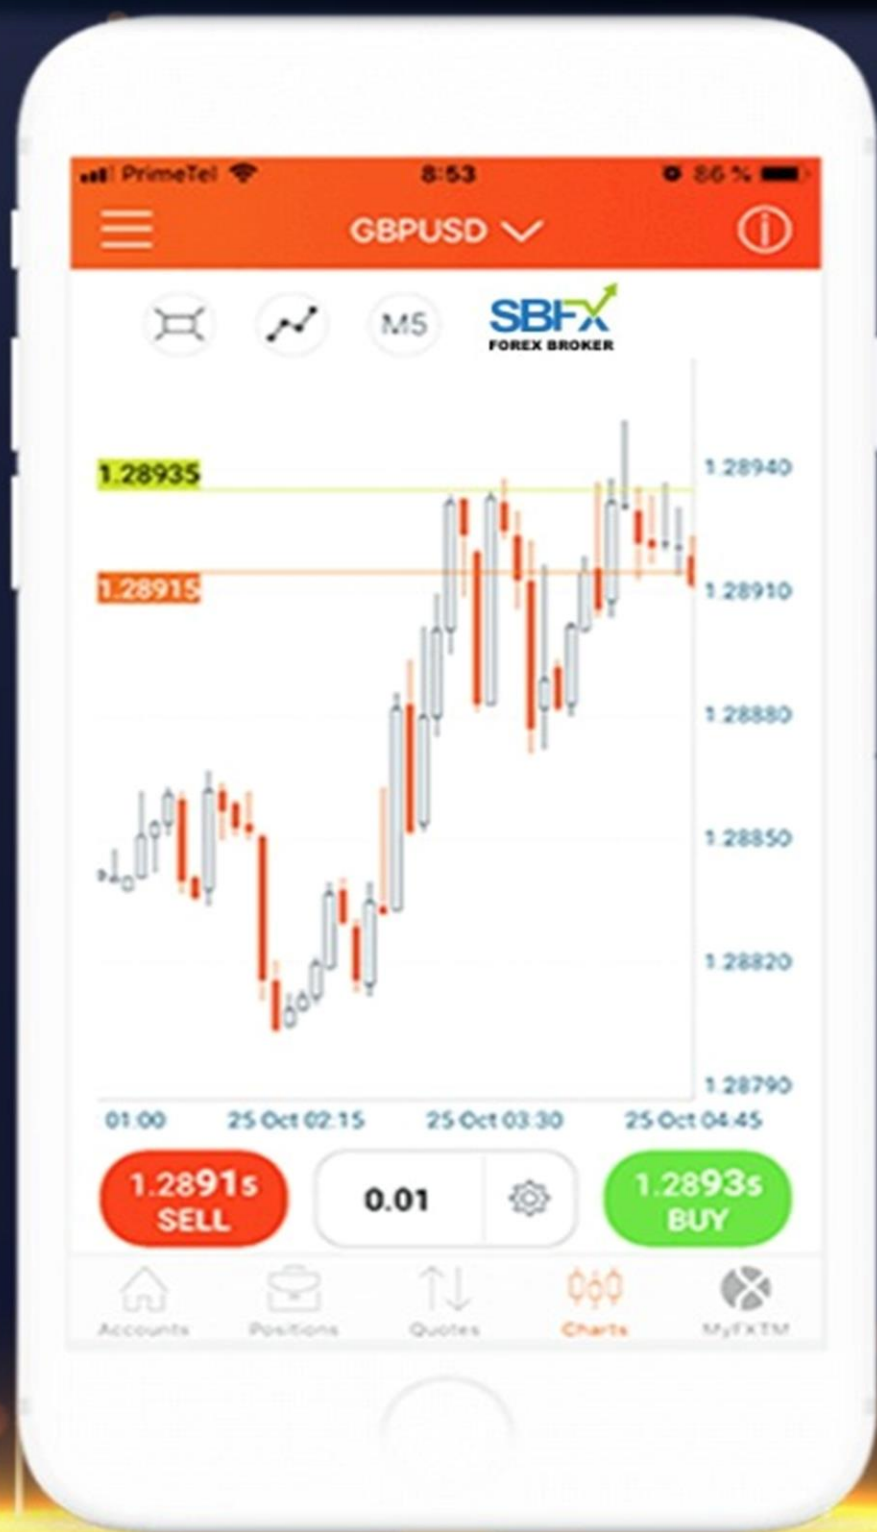 PrimeTel 8:53 86 %
GBPUSD
M5
SBFX
FOREX BROKER
1.28935
1.28915
1.28940
1.28910
1.28880
1.28850
1.28820
1.28790
01:00 25 Oct 02:15 25 Oct 03:30 25 Oct 04:45
1.28915
SELL
0.01
1.28935
BUY
Accounts Positions Quotes Charts MyFXTM